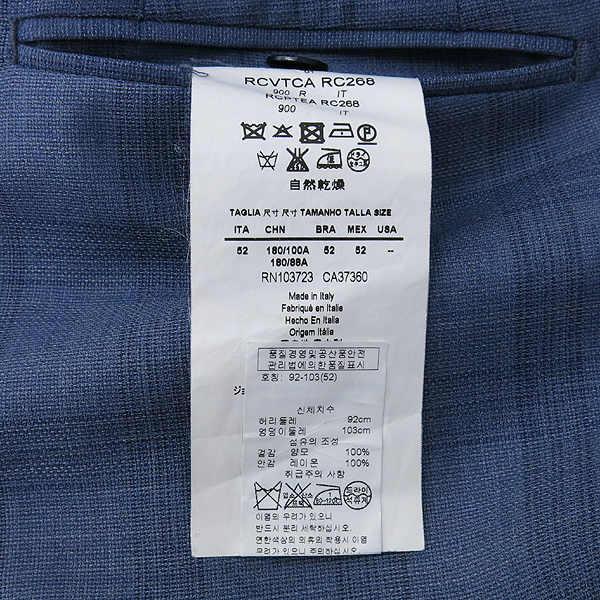 RCVTCA RC268
900 R IT
RCPTEA RC268
900 IT
自然乾燥
TAGLIA 尺寸 尺寸 TAMANHO TALLA SIZE
ITA CHN BRA MEX USA
52 180/100A 52 52 --
180/88A
RN103723 CA37360
Made in Italy
Fabriqué en Italie
Hecho En Italia
Origem Itália
품질경영및공산품안전
관리법에의한품질표시
호칭: 92-103(52)
신체치수
허리둘레 92cm
엉덩이둘레 103cm
섬유의 조성
겉감 양모 100%
안감 레이온 100%
취급주의 사항
드라이
이염의 우려가 있으니
반드시 분리 세탁하십시오.
연한색상의 의류의 착용시 이염
우려가 있으니 주의하십시오